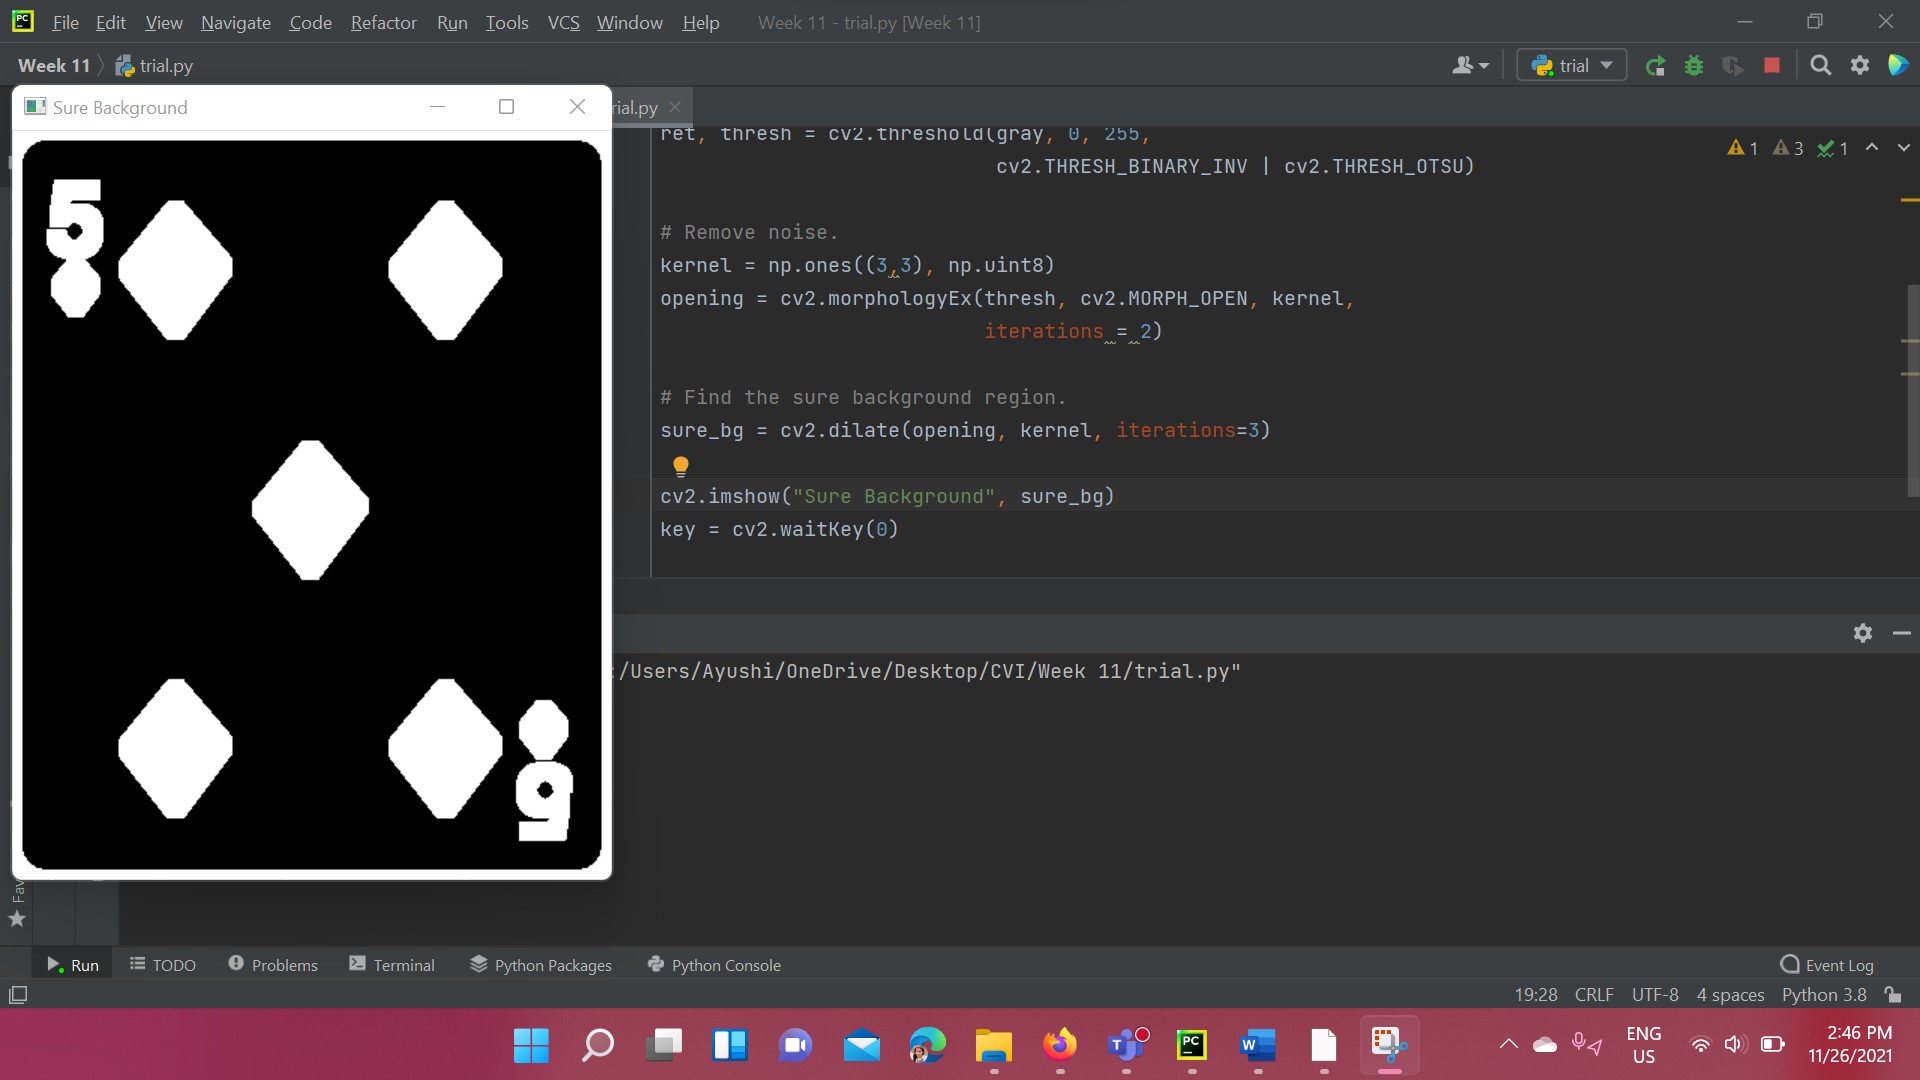 PC File Edit View Navigate Code Refactor Run Tools VCS Window Help Week 11 - trial.py [Week 11]
Week 11 trial.py trial
Sure Background
rial.py
ret, thresh = cv2.threshold(gray, 0, 255,
1 3 1
cv2.THRESH_BINARY_INV | cv2.THRESH_OTSU)
# Remove noise.
kernel = np.ones((3,3), np.uint8)
opening = cv2.morphologyEx(thresh, cv2.MORPH_OPEN, kernel,
iterations = 2)
# Find the sure background region.
sure_bg = cv2.dilate(opening, kernel, iterations=3)
cv2.imshow("Sure Background", sure_bg)
key = cv2.waitKey(0)
5
5
:/Users/Ayushi/OneDrive/Desktop/CVI/Week 11/trial.py"
Fav
Run TODO Problems Terminal Python Packages Python Console Event Log
19:28 CRLF UTF-8 4 spaces Python 3.8
T PC W ENG US 2:46 PM
11/26/2021